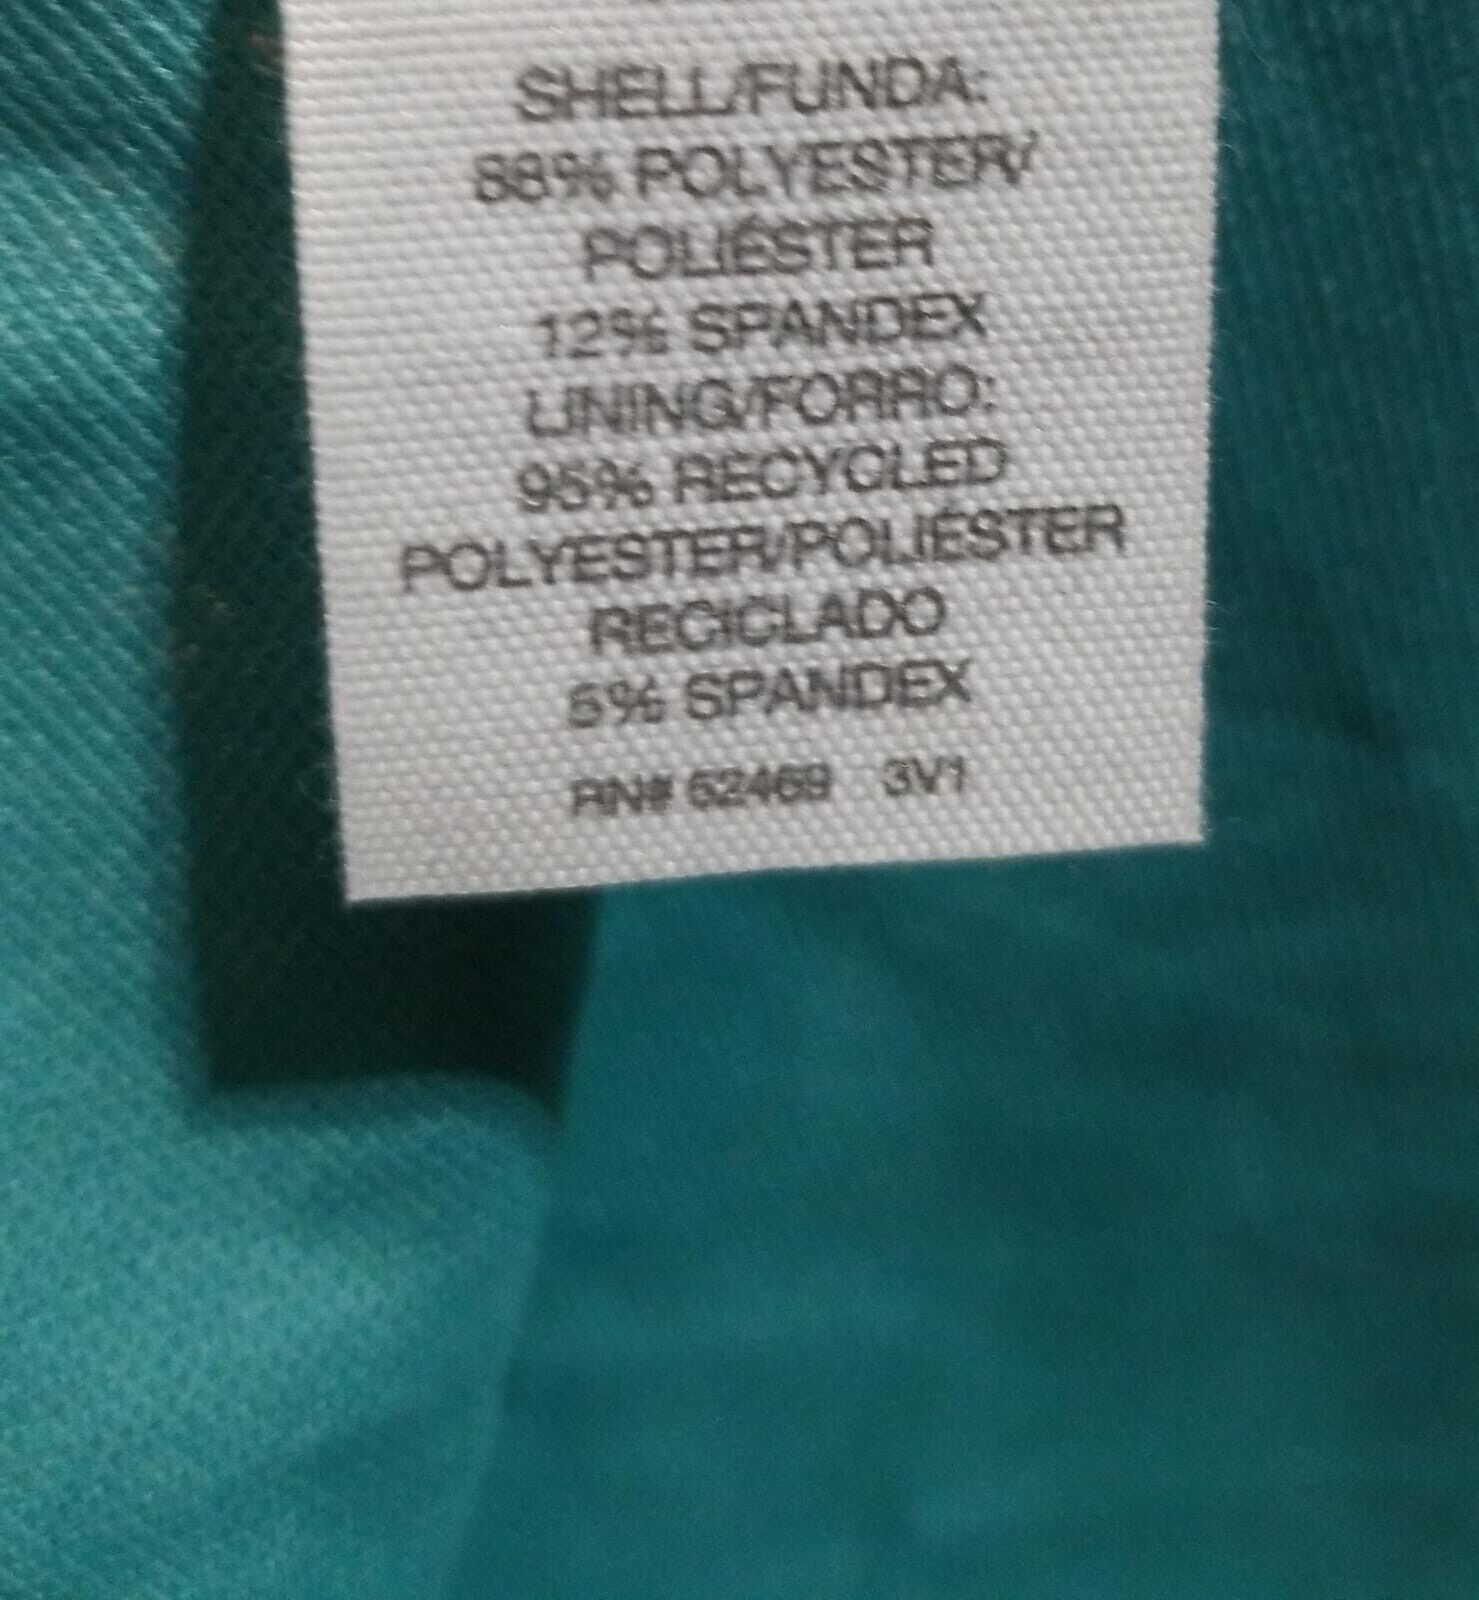 SHELL/FUNDA:
88% POLYESTER/
POLIÉSTER
12% SPANDEX
LINING/FORRO:
95% RECYCLED
POLYESTER/POLIÉSTER
RECICLADO
5% SPANDEX
RN# 52469 3V1